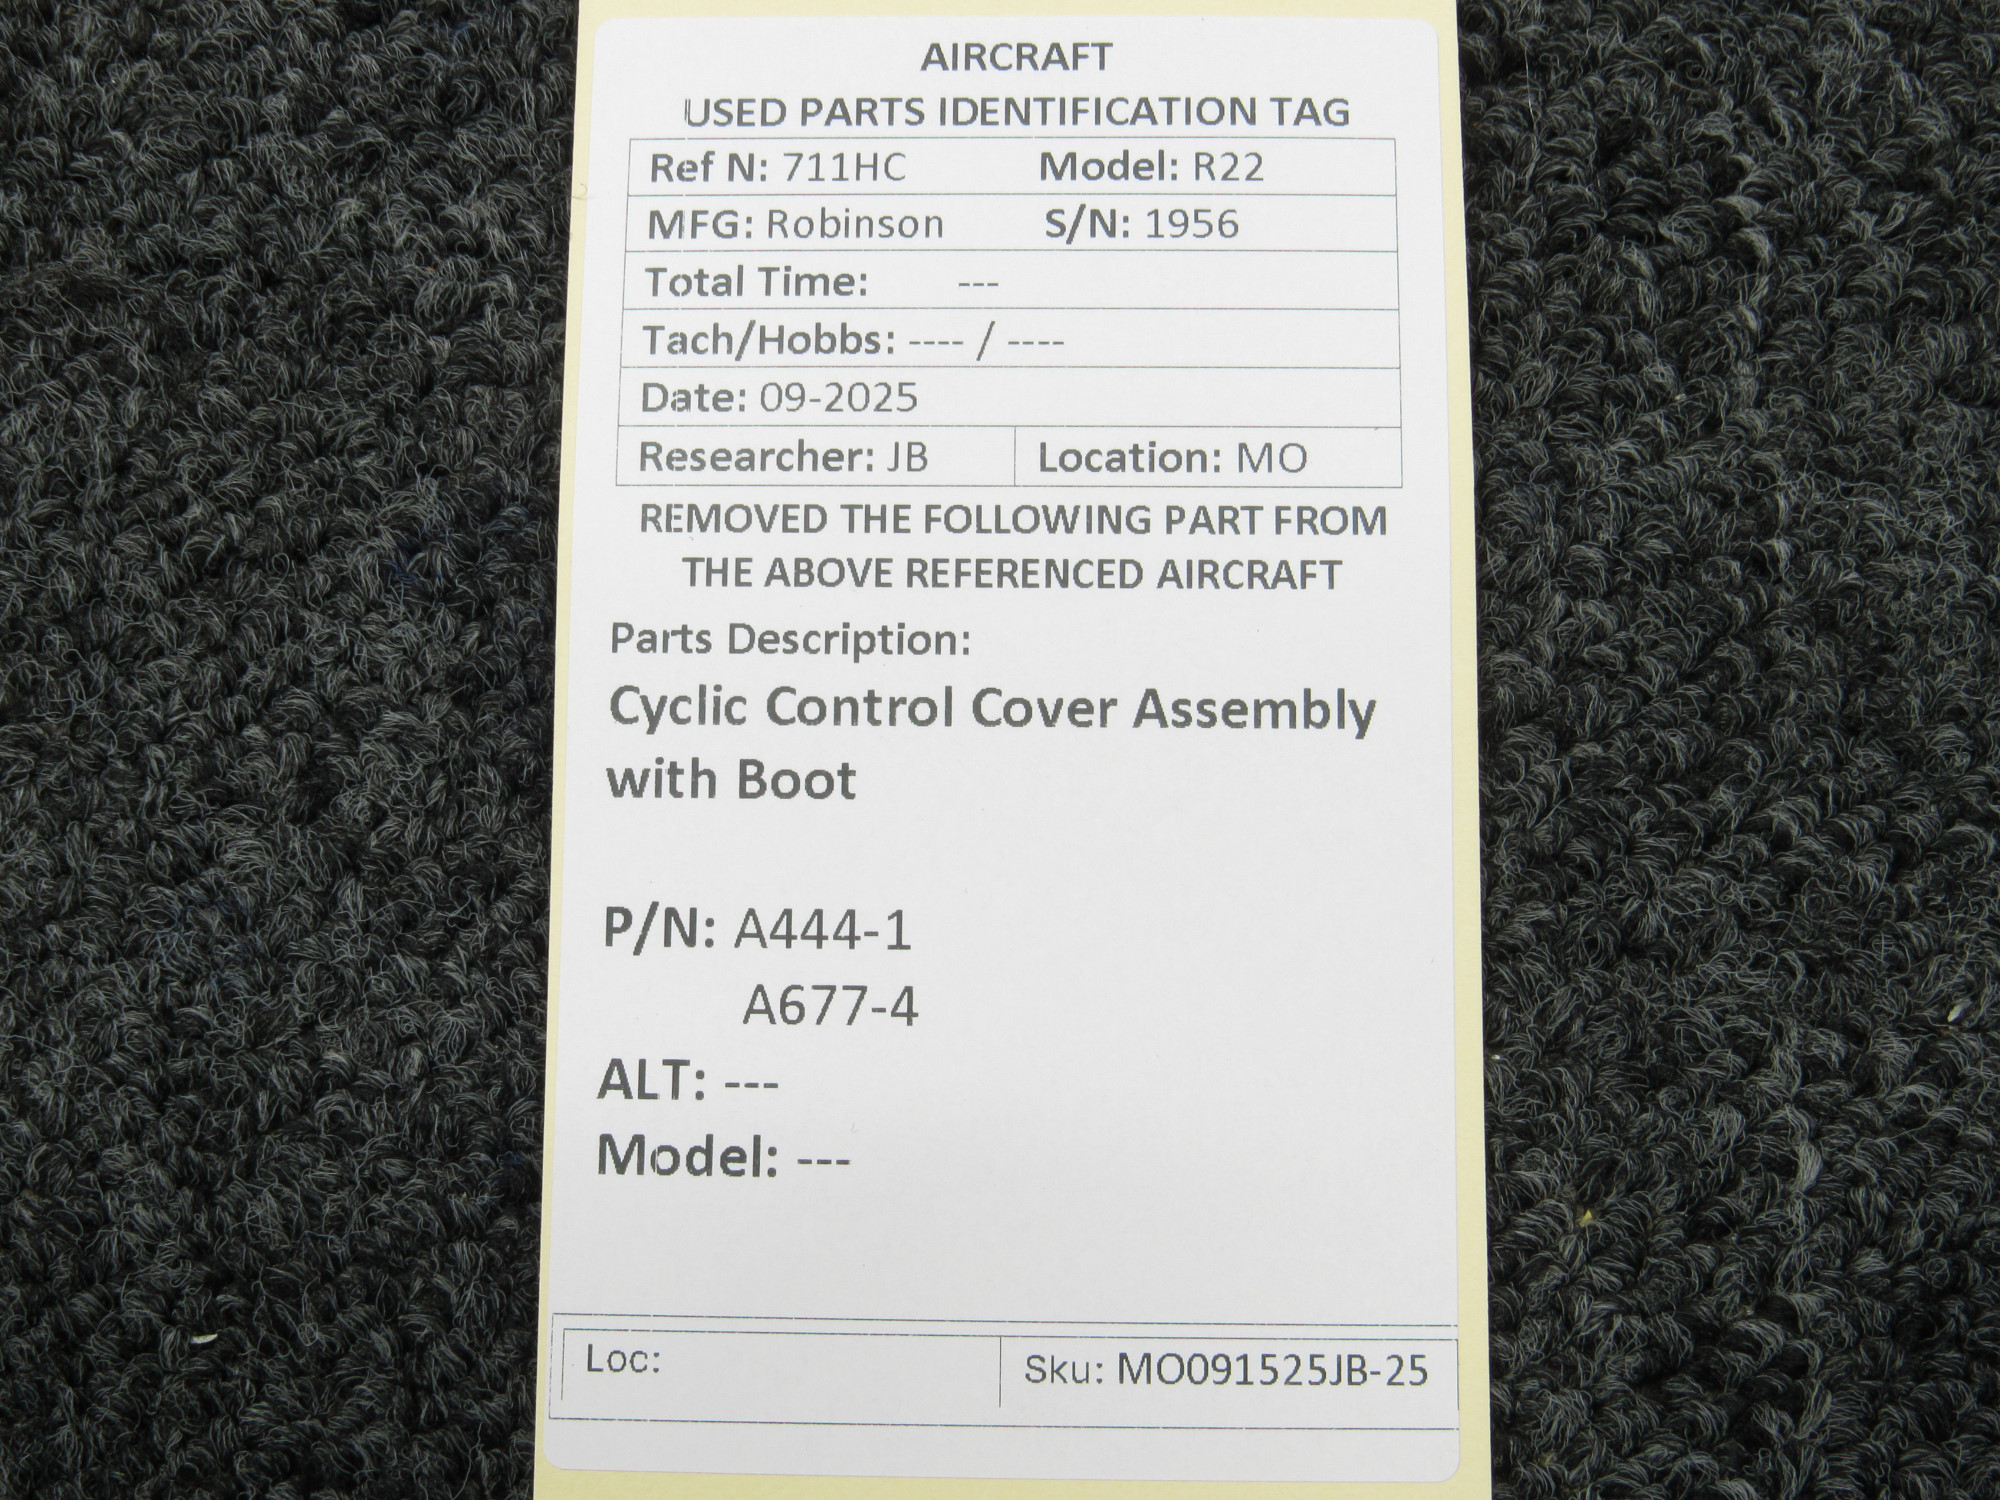 AIRCRAFT
USED PARTS IDENTIFICATION TAG
Ref N: 711HC Model: R22
MFG: Robinson S/N: 1956
Total Time: ---
Tach/Hobbs: ---- / ----
Date: 09-2025
Researcher: JB Location: MO
REMOVED THE FOLLOWING PART FROM
THE ABOVE REFERENCED AIRCRAFT
Parts Description:
Cyclic Control Cover Assembly
with Boot
P/N: A444-1
A677-4
ALT: ---
Model: ---
Loc: Sku: MO091525JB-25